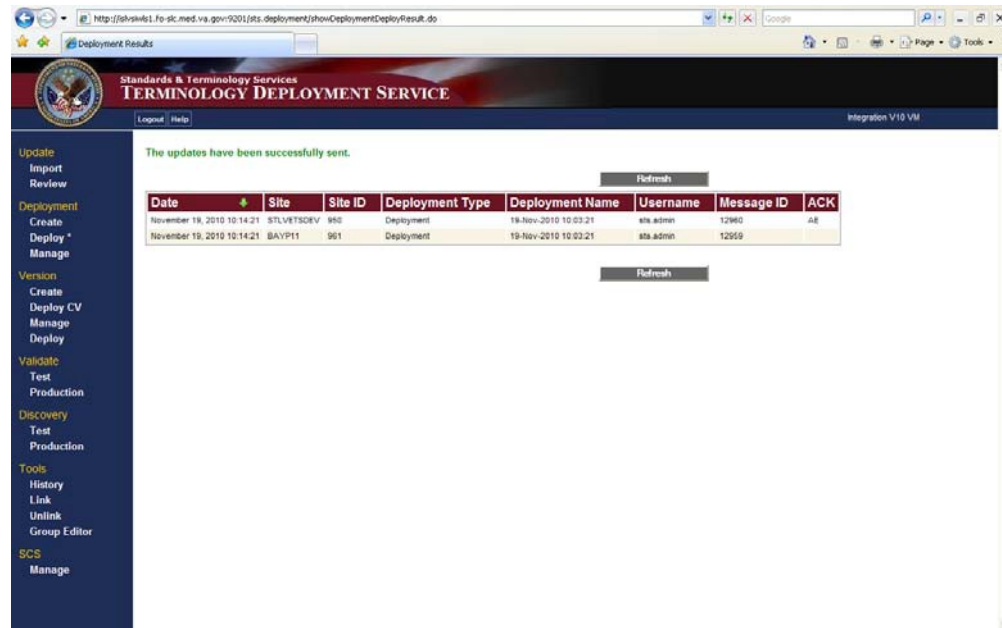 http://islvswls1.fo-slc.med.va.gov:9201/sts.deployment/showDeploymentDeployResult.do
Google
Deployment Results
Page
Tools
Standards & Terminology Services
TERMINOLOGY DEPLOYMENT SERVICE
Logout Help
Integration V10 VM
Update
Import
Review
Deployment
Create
Deploy *
Manage
Version
Create
Deploy CV
Manage
Deploy
Validate
Test
Production
Discovery
Test
Production
Tools
History
Link
Unlink
Group Editor
SCS
Manage
The updates have been successfully sent.
Refresh
Date Site Site ID Deployment Type Deployment Name Username Message ID ACK
November 19, 2010 10:14:21 STLVETSDEV 950 Deployment 19-Nov-2010 10:03:21 sts.admin 12960 AE
November 19, 2010 10:14:21 BAYP11 961 Deployment 19-Nov-2010 10:03:21 sts.admin 12959
Refresh